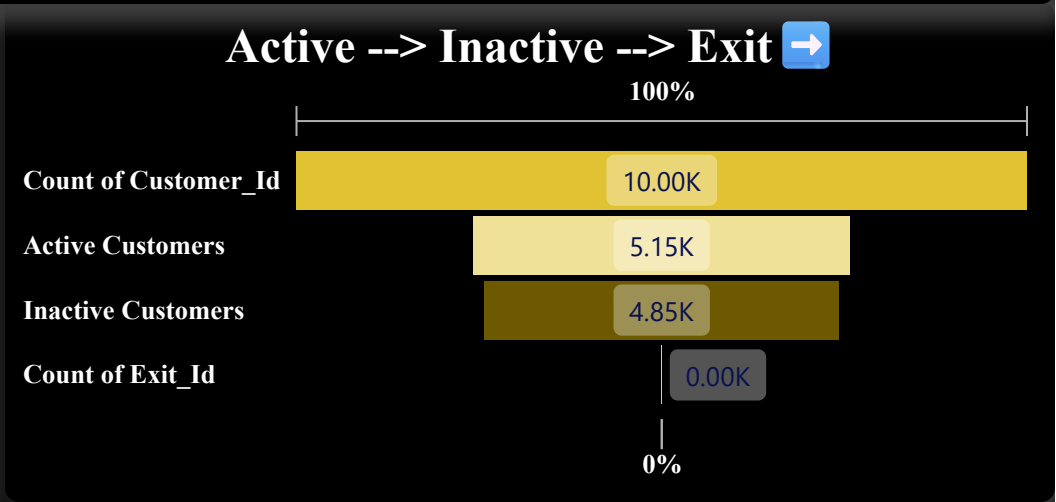 Active --> Inactive --> Exit ➡️
100%
Count of Customer_Id 10.00K
Active Customers 5.15K
Inactive Customers 4.85K
Count of Exit_Id 0.00K
0%